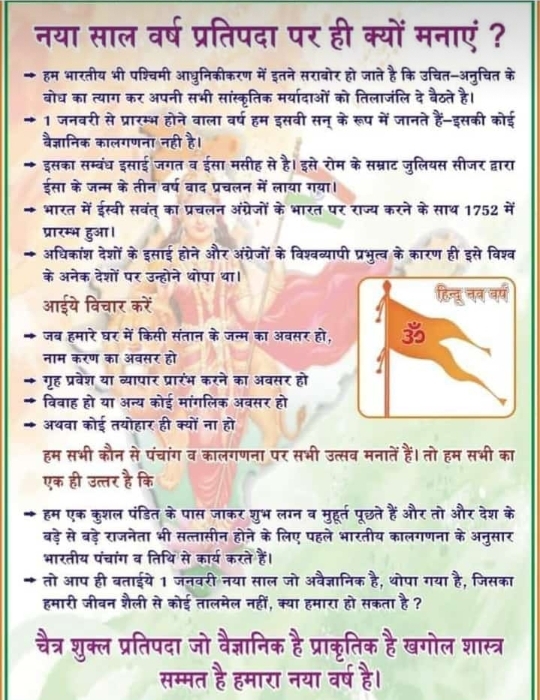 नया साल वर्ष प्रतिपदा पर ही क्यों मनाएं ?
➞ हम भारतीय भी पश्चिमी आधुनिकीकरण में इतने सराबोर हो जाते है कि उचित–अनुचित के
बोध का त्याग कर अपनी सभी सांस्कृतिक मर्यादाओं को तिलाजंलि दे बैठते है।
➞ 1 जनवरी से प्रारम्भ होने वाला वर्ष हम इसवी सन् के रूप में जानते हैं–इसकी कोई
वैज्ञानिक कालगणना नही है।
➞ इसका सम्बंध इसाई जगत व ईसा मसीह से है। इसे रोम के सम्राट जुलियस सीजर द्वारा
ईसा के जन्म के तीन वर्ष वाद प्रचलन में लाया गया।
➞ भारत में ईस्वी सवंत् का प्रचलन अंग्रेजों के भारत पर राज्य करने के साथ 1752 में
प्रारम्भ हुआ।
➞ अधिकांश देशों के इसाई होने और अंग्रेजों के विश्वव्यापी प्रभुत्व के कारण ही इसे विश्व
के अनेक देशों पर उन्होने थोपा था।
आईये विचार करें
हिन्दू नव वर्ष
ॐ
➞ जब हमारे घर में किसी संतान के जन्म का अवसर हो,
नाम करण का अवसर हो
➞ गृह प्रवेश या व्यापार प्रारंभ करने का अवसर हो
➞ विवाह हो या अन्य कोई मांगलिक अवसर हो
➞ अथवा कोई तयोहार ही क्यों ना हो
हम सभी कौन से पंचांग व कालगणना पर सभी उत्सव मनातें हैं। तो हम सभी का
एक ही उत्तर है कि
➞ हम एक कुशल पंडित के पास जाकर शुभ लग्न व मुहूर्त पूछते हैं और तो और देश के
बड़े से बड़े राजनेता भी सत्तासीन होने के लिए पहले भारतीय कालगणना के अनुसार
भारतीय पंचांग व तिथि से कार्य करते हैं।
➞ तो आप ही बताईये 1 जनवरी नया साल जो अवैज्ञानिक है, थोपा गया है, जिसका
हमारी जीवन शैली से कोई तालमेल नही, क्या हमारा हो सकता है ?
चैत्र शुक्ल प्रतिपदा जो वैज्ञानिक है प्राकृतिक है खगोल शास्त्र
सम्मत है हमारा नया वर्ष है।